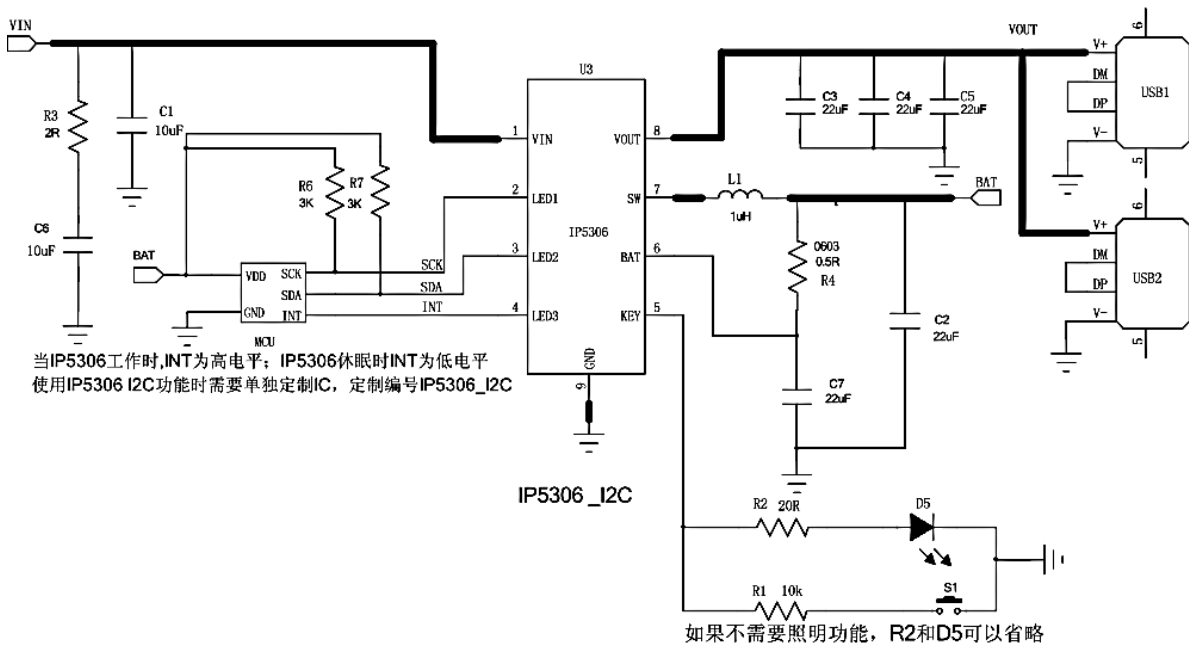 VIN
VOUT
6
V+
DM
DP
V-
USB1
5
R3
2R
C1
10uF
U3
C3
22uF
C4
22uF
C5
22uF
1
VIN
VOUT
8
R6
3K
R7
3K
2
LED1
SW
7
L1
1uH
BAT
6
V+
DM
DP
V-
USB2
5
C6
10uF
IP5306
0603
0.5R
R4
BAT
VDD
GND
SCK
SDA
INT
MCU
SCK
SDA
INT
3
LED2
BAT
6
4
LED3
KEY
5
GND
9
C2
22uF
C7
22uF
当IP5306工作时,INT为高电平；IP5306休眠时INT为低电平
使用IP5306 I2C功能时需要单独定制IC，定制编号IP5306_I2C
IP5306_I2C
R2
20R
D5
R1
10k
S1
如果不需要照明功能，R2和D5可以省略